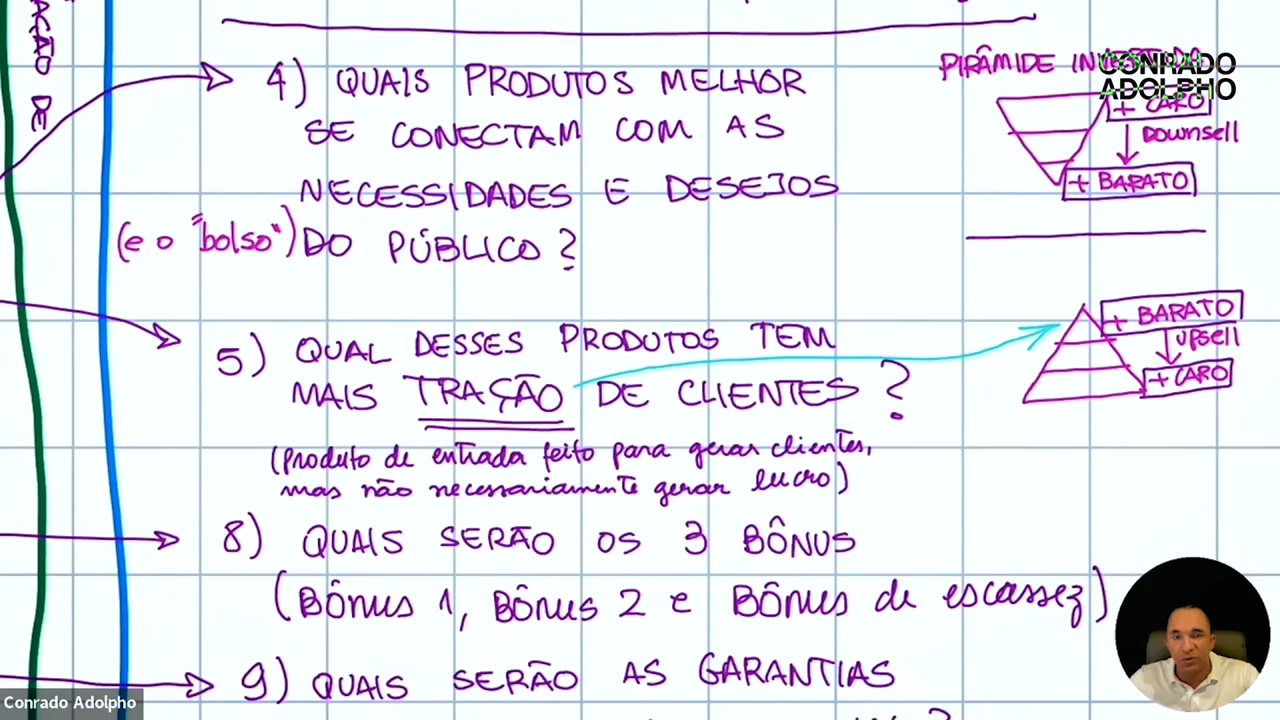 AÇÃO DE
4) QUAIS PRODUTOS MELHOR
SE CONECTAM COM AS
NECESSIDADES E DESEJOS
(e o "bolso") DO PÚBLICO?
PIRÂMIDE INVERTIDA
CONRADO
ADOLPHO
+ CARO
DOWNSELL
+ BARATO
5) QUAL DESSES PRODUTOS TEM
MAIS TRAÇÃO DE CLIENTES?
(produto de entrada feito para gerar clientes,
mas não necessariamente gerar lucro)
+ BARATO
UPSELL
+ CARO
8) QUAIS SERÃO OS 3 BÔNUS
(BÔNUS 1, BÔNUS 2 e BÔNUS de escassez)
9) QUAIS SERÃO AS GARANTIAS
Conrado Adolpho